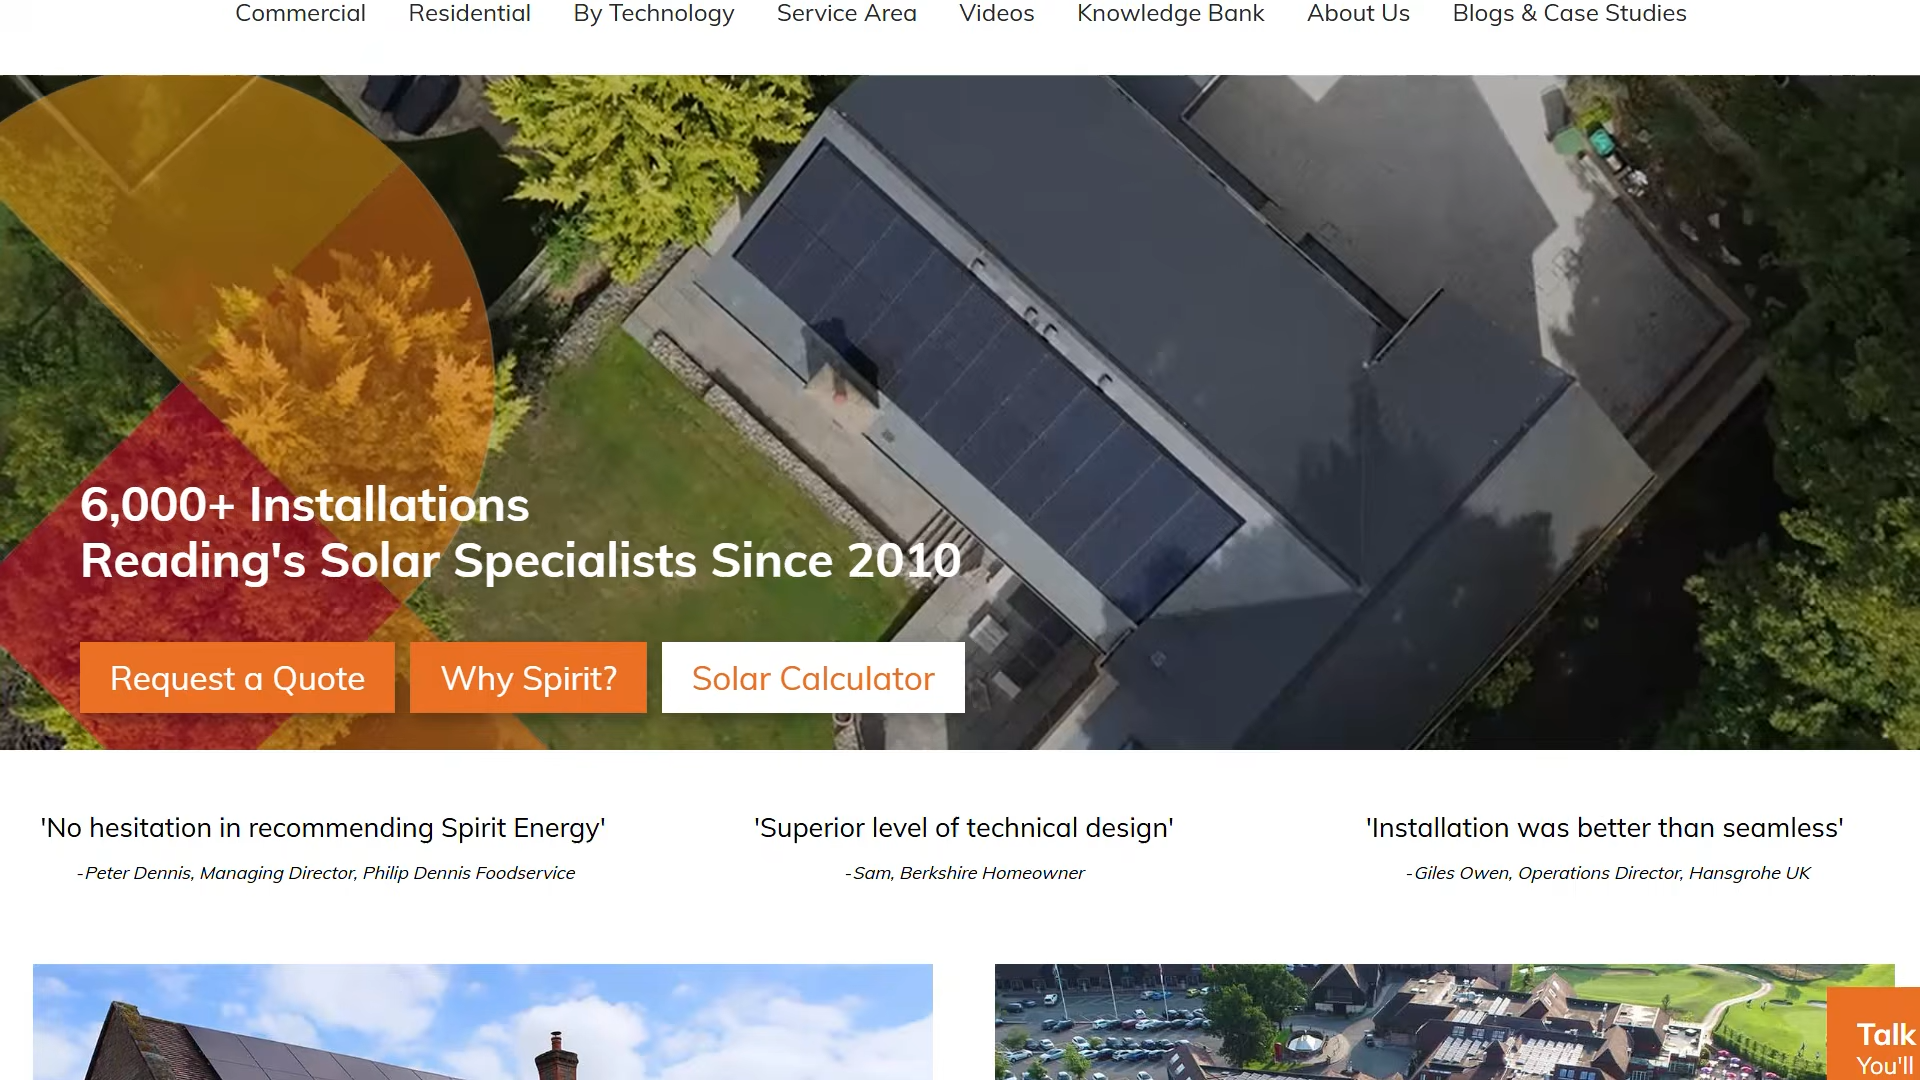 Commercial Residential By Technology Service Area Videos Knowledge Bank About Us Blogs & Case Studies
6,000+ Installations
Reading's Solar Specialists Since 2010
Request a Quote Why Spirit? Solar Calculator
'No hesitation in recommending Spirit Energy'
-Peter Dennis, Managing Director, Philip Dennis Foodservice
'Superior level of technical design'
-Sam, Berkshire Homeowner
'Installation was better than seamless'
-Giles Owen, Operations Director, Hansgrohe UK
Talk
You'll